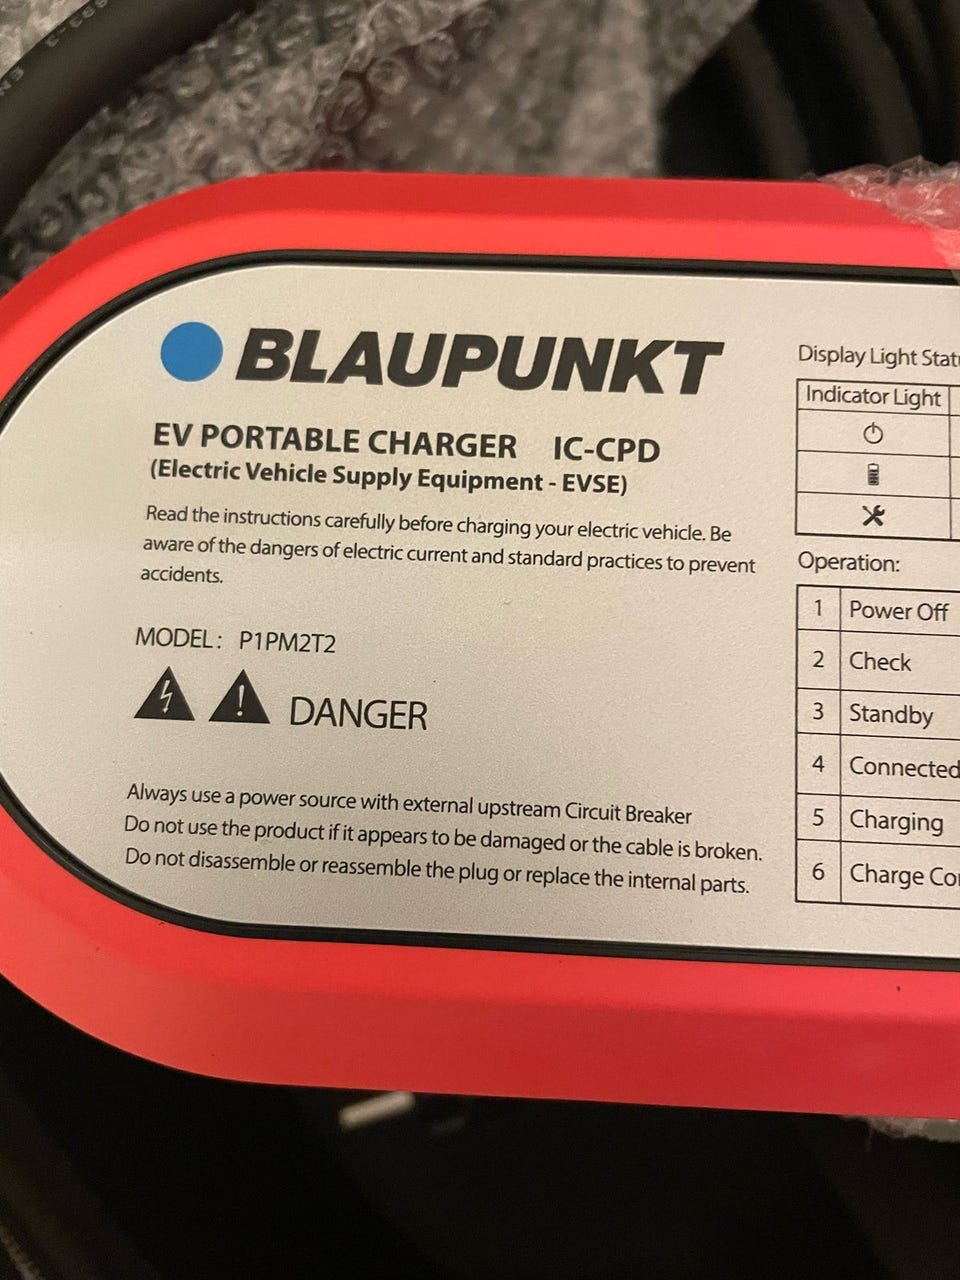 BLAUPUNKT
EV PORTABLE CHARGER IC-CPD
(Electric Vehicle Supply Equipment - EVSE)
Read the instructions carefully before charging your electric vehicle. Be
aware of the dangers of electric current and standard practices to prevent
accidents.
MODEL: P1PM2T2
DANGER
Always use a power source with external upstream Circuit Breaker
Do not use the product if it appears to be damaged or the cable is broken.
Do not disassemble or reassemble the plug or replace the internal parts.
Display Light
Indicator Light
Operation:
1 Power Off
2 Check
3 Standby
4 Connected
5 Charging
6 Charge